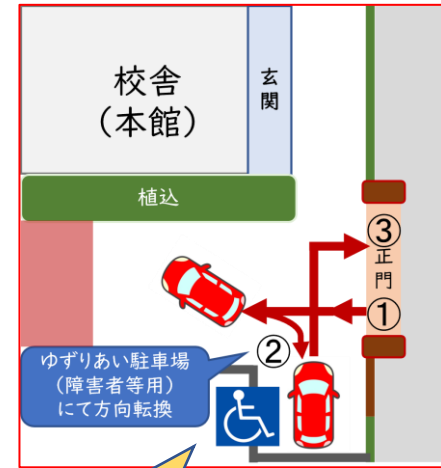 校舎
(本館)
玄
関
植込
③
正
門
①
②
ゆずりあい駐車場
(障害者等用)
にて方向転換